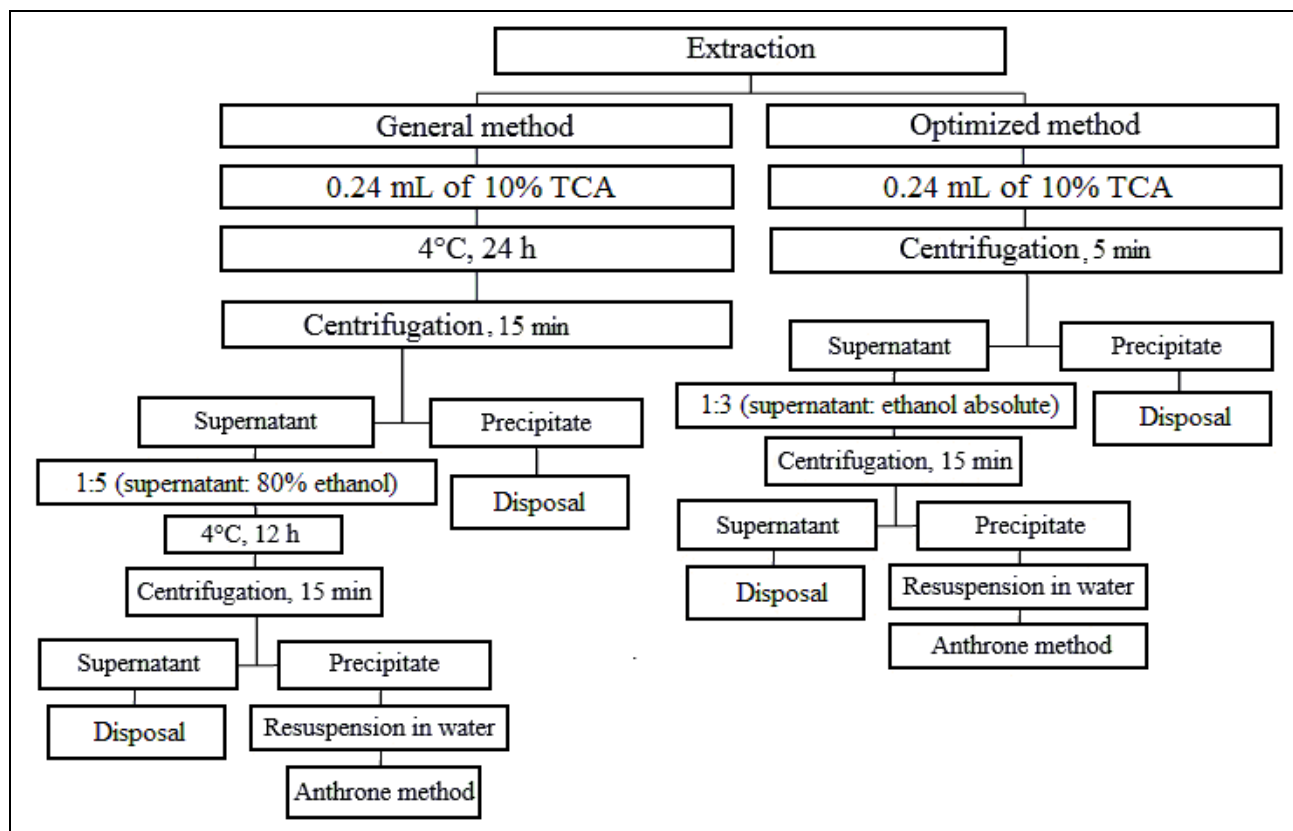 Extraction
General method
0.24 mL of 10% TCA
4°C, 24 h
Centrifugation, 15 min
Supernatant
Precipitate
1:5 (supernatant: 80% ethanol)
Disposal
4°C, 12 h
Centrifugation, 15 min
Supernatant
Precipitate
Disposal
Resuspension in water
Anthrone method
Optimized method
0.24 mL of 10% TCA
Centrifugation, 5 min
Supernatant
Precipitate
1:3 (supernatant: ethanol absolute)
Disposal
Centrifugation, 15 min
Supernatant
Precipitate
Disposal
Resuspension in water
Anthrone method